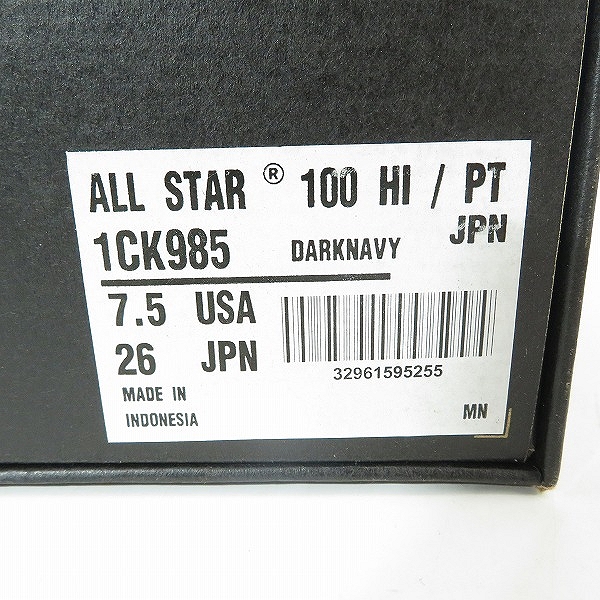 ALL STAR ® 100 HI / PT
JPN
1CK985 DARKNAVY
7.5 USA
26 JPN
32961595255
MADE IN
INDONESIA
MN